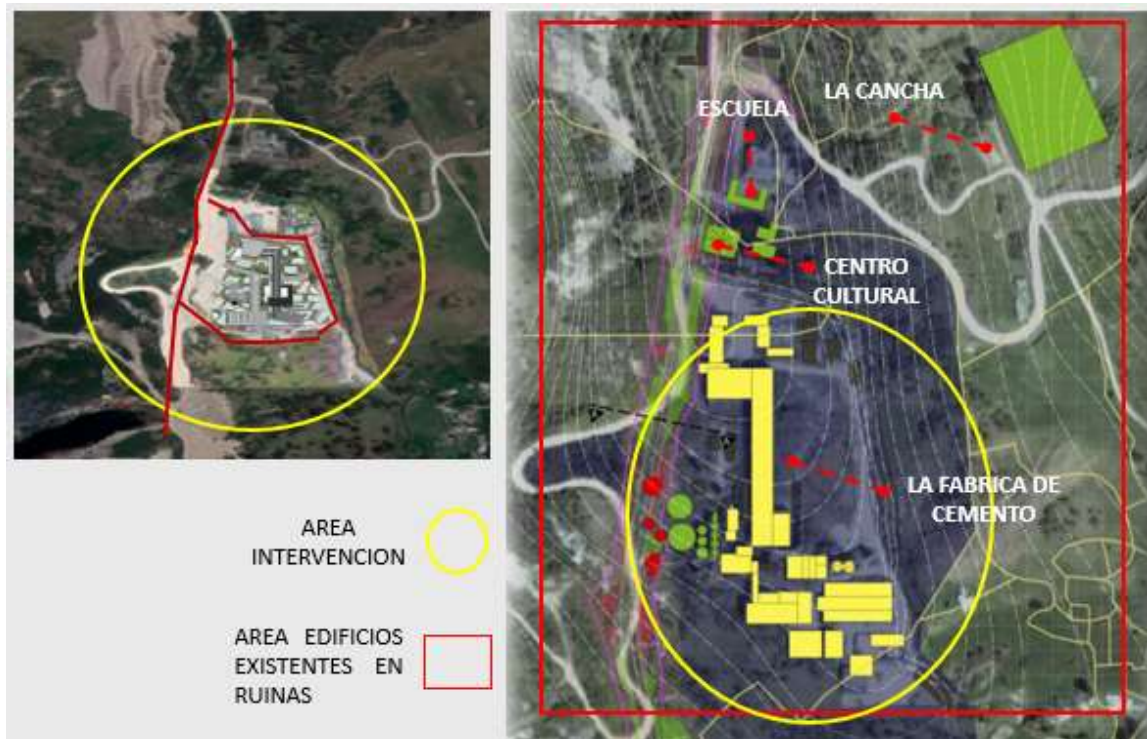 ESCUELA
LA CANCHA
CENTRO
CULTURAL
LA FABRICA DE
CEMENTO
AREA
INTERVENCION
AREA EDIFICIOS
EXISTENTES EN
RUINAS